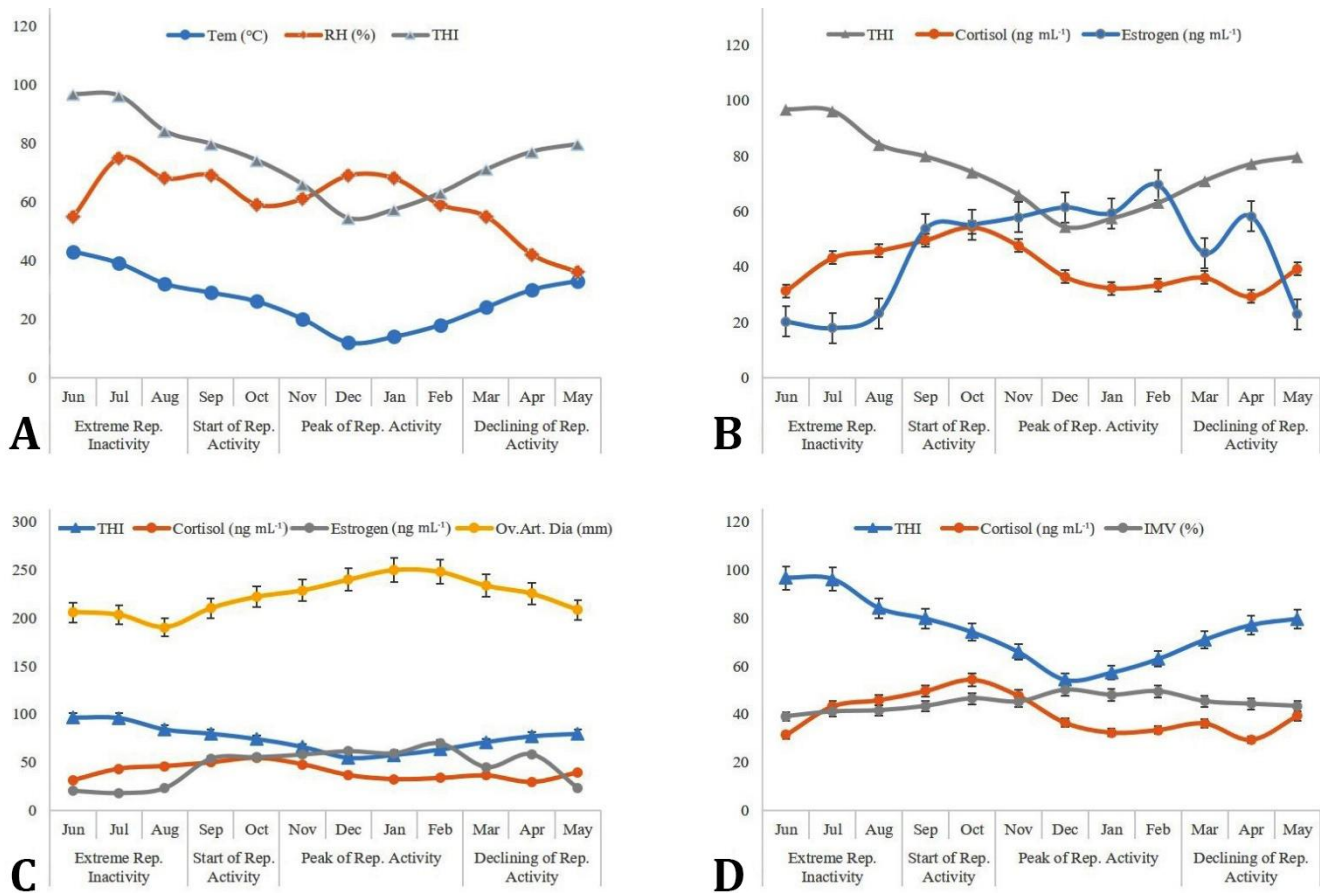 120
Tem (°C) RH (%) THI
100
80
60
40
20
0
Jun Jul Aug Sep Oct Nov Dec Jan Feb Mar Apr May
Extreme Rep. Start of Rep. Peak of Rep. Activity Declining of Rep.
Inactivity Activity Activity
A
120
THI Cortisol (ng mL⁻¹) Estrogen (ng mL⁻¹)
100
80
60
40
20
0
Jun Jul Aug Sep Oct Nov Dec Jan Feb Mar Apr May
Extreme Rep. Start of Rep. Peak of Rep. Activity Declining of Rep.
Inactivity Activity Activity
B
300
THI Cortisol (ng mL⁻¹) Estrogen (ng mL⁻¹) Ov.Art. Dia (mm)
250
200
150
100
50
0
Jun Jul Aug Sep Oct Nov Dec Jan Feb Mar Apr May
Extreme Rep. Start of Rep. Peak of Rep. Activity Declining of Rep.
Inactivity Activity Activity
C
120
THI Cortisol (ng mL⁻¹) IMV (%)
100
80
60
40
20
0
Jun Jul Aug Sep Oct Nov Dec Jan Feb Mar Apr May
Extreme Rep. Start of Rep. Peak of Rep. Activity Declining of Rep.
Inactivity Activity Activity
D